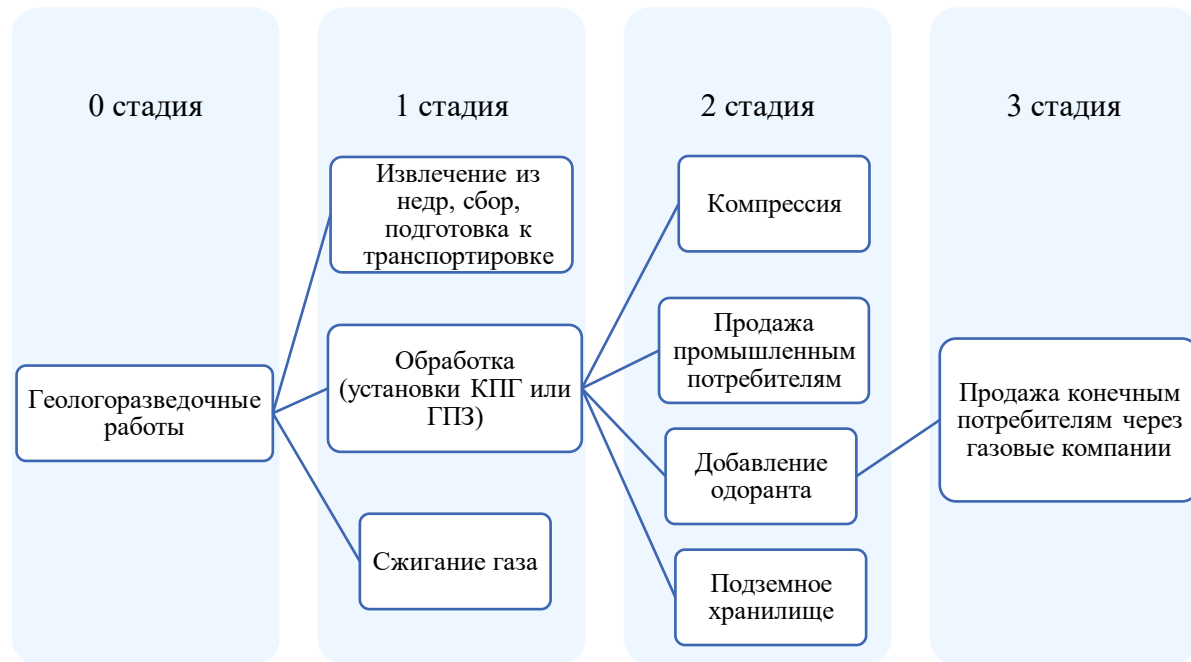 0 стадия
1 стадия
2 стадия
3 стадия
Геологоразведочные
работы
Извлечение из
недр, сбор,
подготовка к
транспортировке
Обработка
(установки КПГ или
ГПЗ)
Сжигание газа
Компрессия
Продажа
промышленным
потребителям
Добавление
одоранта
Подземное
хранилище
Продажа конечным
потребителям через
газовые компании